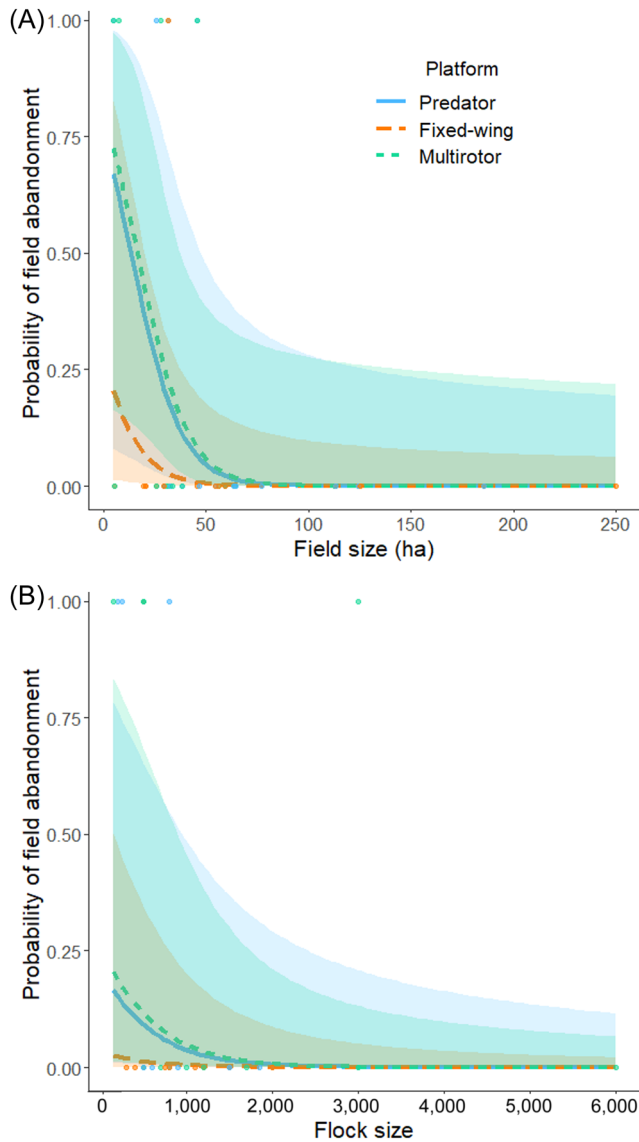 (A)
1.00
0.75
0.50
0.25
0.00
Probability of field abandonment
Platform
Predator
Fixed-wing
Multirotor
0 50 100 150 200 250
Field size (ha)
(B)
1.00
0.75
0.50
0.25
0.00
Probability of field abandonment
0 1,000 2,000 3,000 4,000 5,000 6,000
Flock size